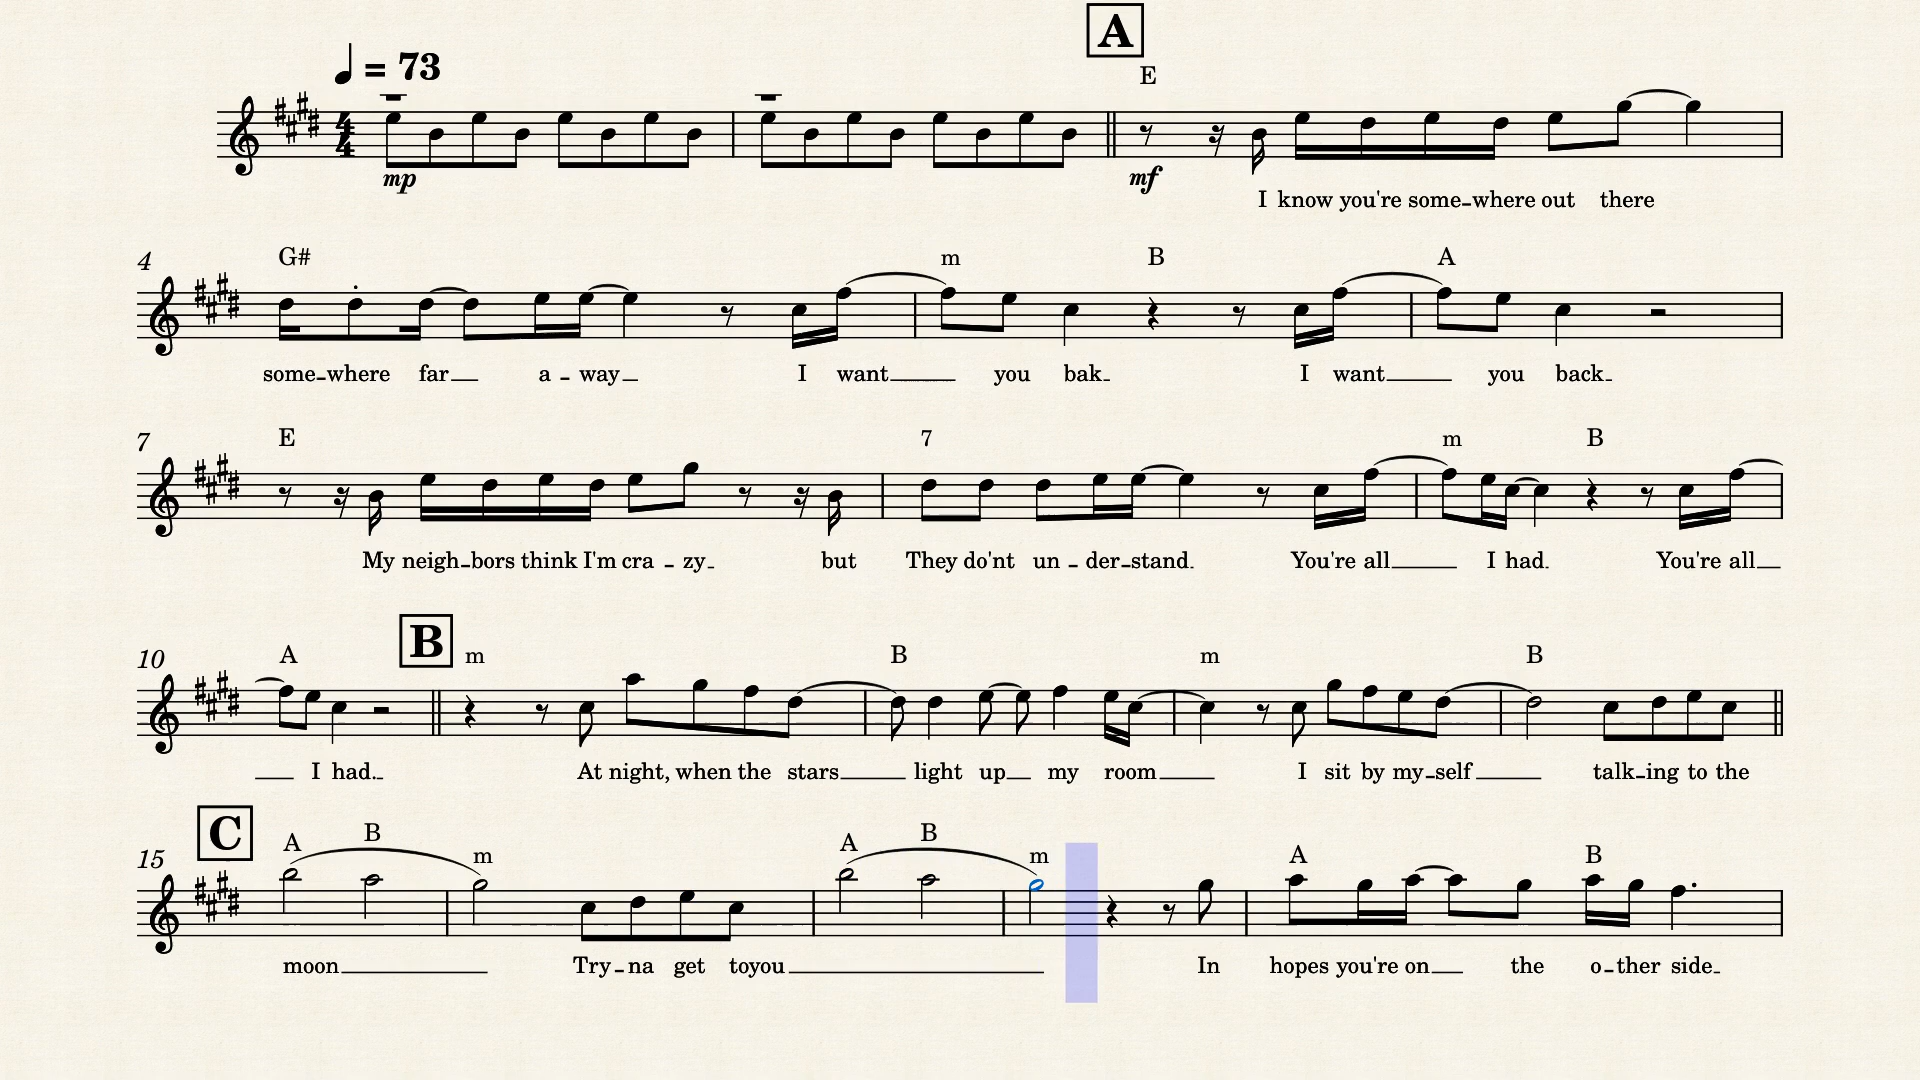 A
= 73
E
4
4
mp
mf
I know you're some-where out there
4
G# m B A
some-where far a - way I want you bak I want you back
7
E 7 m B
My neigh-bors think I'm cra - zy but They do'nt un - der-stand. You're all I had. You're all
B
10
A m B m B
I had. At night, when the stars light up my room I sit by my-self talk-ing to the
C
15
A B m A B m A B
moon Try-na get toyou In hopes you're on the o-ther side